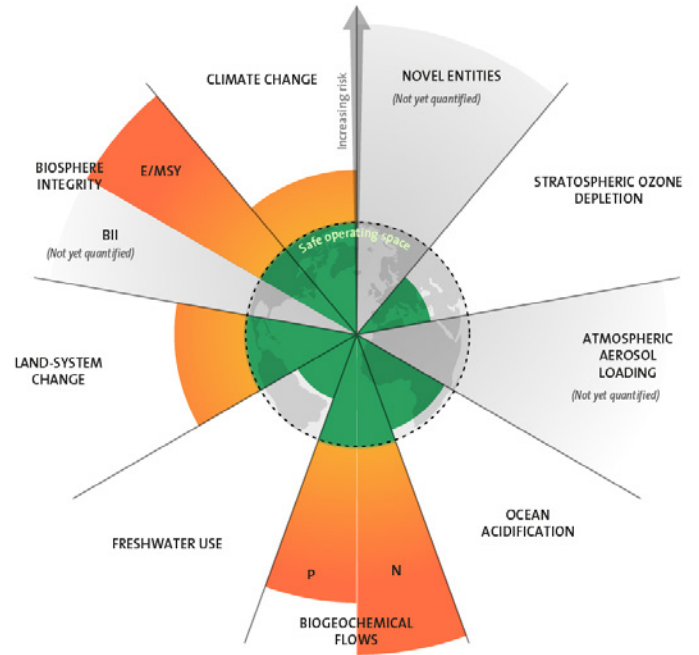 CLIMATE CHANGE
NOVEL ENTITIES
(Not yet quantified)
Increasing risk
STRATOSPHERIC OZONE
DEPLETION
ATMOSPHERIC
AEROSOL
LOADING
(Not yet quantified)
OCEAN
ACIDIFICATION
N
P
BIOGEOCHEMICAL
FLOWS
FRESHWATER USE
LAND-SYSTEM
CHANGE
BIOSPHERE
INTEGRITY
E/MSY
BII
(Not yet quantified)
Safe operating space